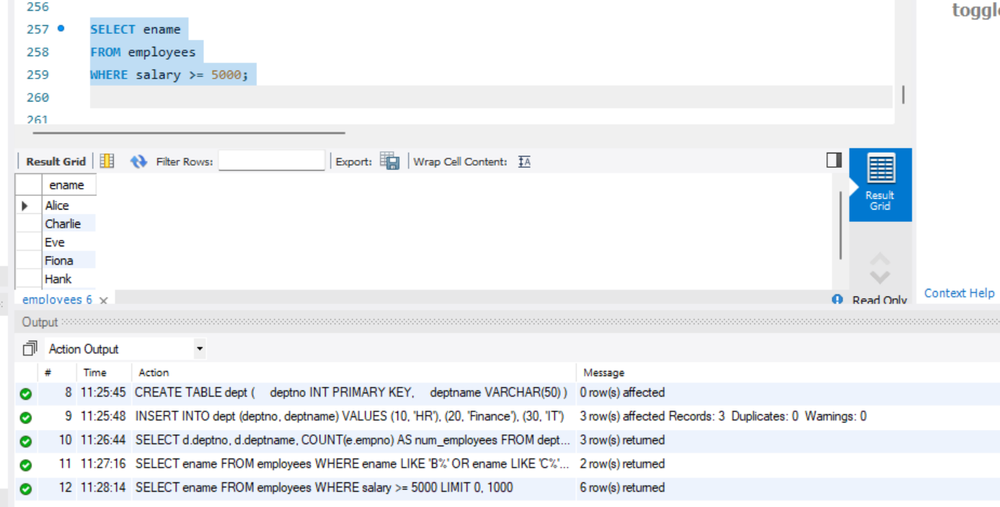 256
toggle
257 SELECT ename
258 FROM employees
259 WHERE salary >= 5000;
260
261
Result Grid Filter Rows: Export: Wrap Cell Content:
ename
Alice
Charlie
Eve
Fiona
Hank
Result
Grid
employees 6
Read Only
Context Help
Output
Action Output
# Time Action Message
8 11:25:45 CREATE TABLE dept ( deptno INT PRIMARY KEY, deptname VARCHAR(50) ) 0 row(s) affected
9 11:25:48 INSERT INTO dept (deptno, deptname) VALUES (10, 'HR'), (20, 'Finance'), (30, 'IT') 3 row(s) affected Records: 3 Duplicates: 0 Warnings: 0
10 11:26:44 SELECT d.deptno, d.deptname, COUNT(e.empno) AS num_employees FROM dept... 3 row(s) returned
11 11:27:16 SELECT ename FROM employees WHERE ename LIKE 'B%' OR ename LIKE 'C%'... 2 row(s) returned
12 11:28:14 SELECT ename FROM employees WHERE salary >= 5000 LIMIT 0, 1000 6 row(s) returned